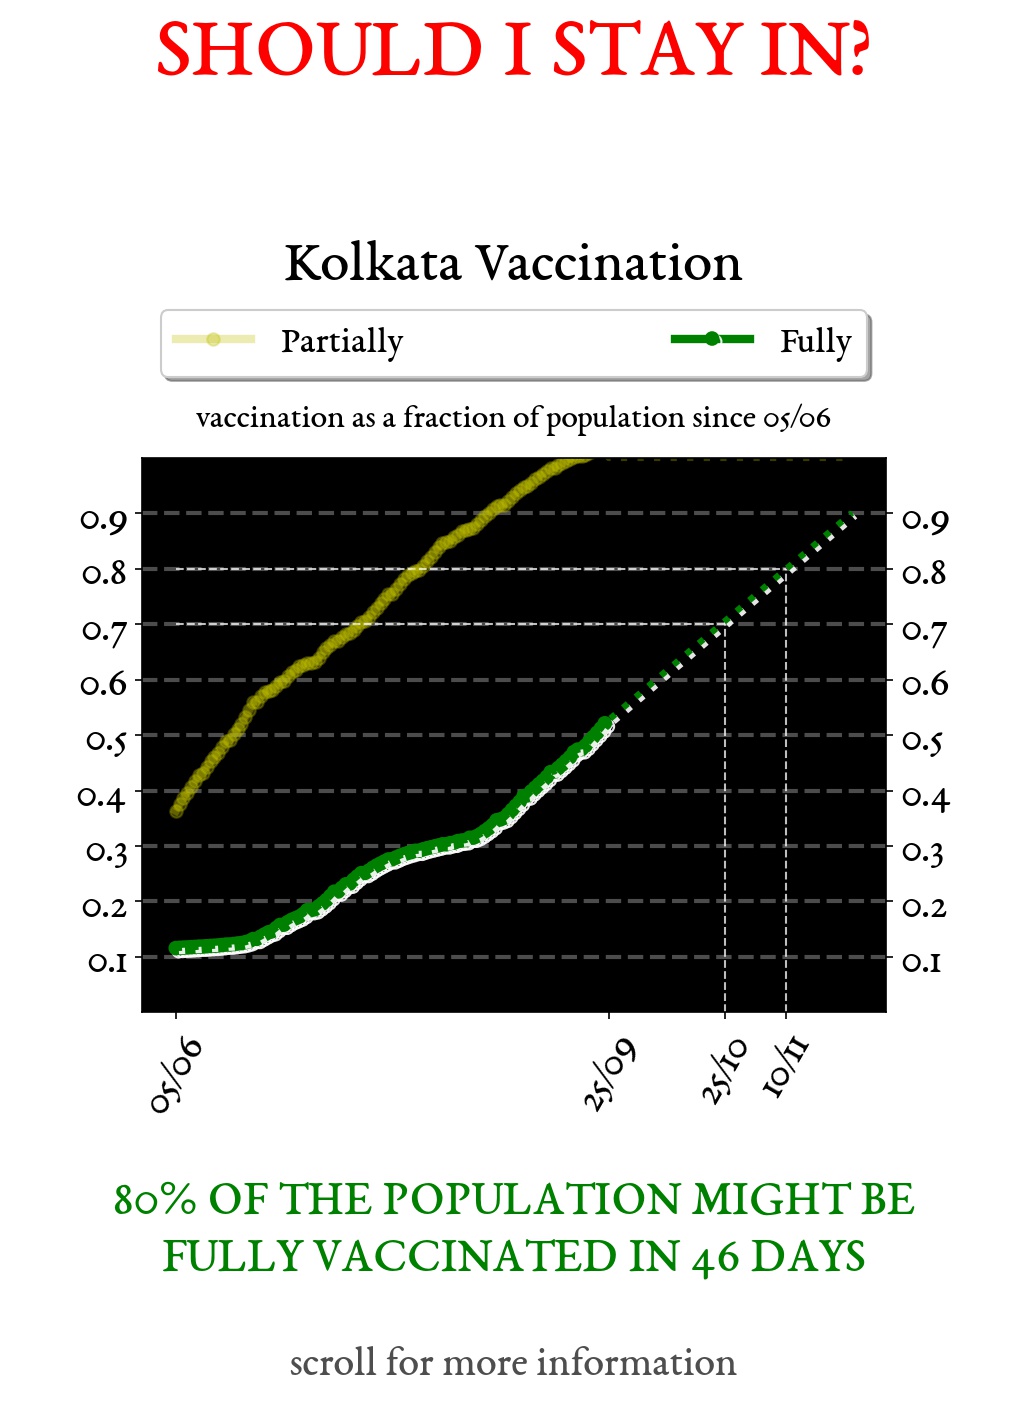 SHOULD I STAY IN?
Kolkata Vaccination
Partially
Fully
vaccination as a fraction of population since 05/06
0.9 0.9
0.8 0.8
0.7 0.7
0.6 0.6
0.5 0.5
0.4 0.4
0.3 0.3
0.2 0.2
0.1 0.1
05/06 25/09 25/10 10/11
80% OF THE POPULATION MIGHT BE
FULLY VACCINATED IN 46 DAYS
scroll for more information